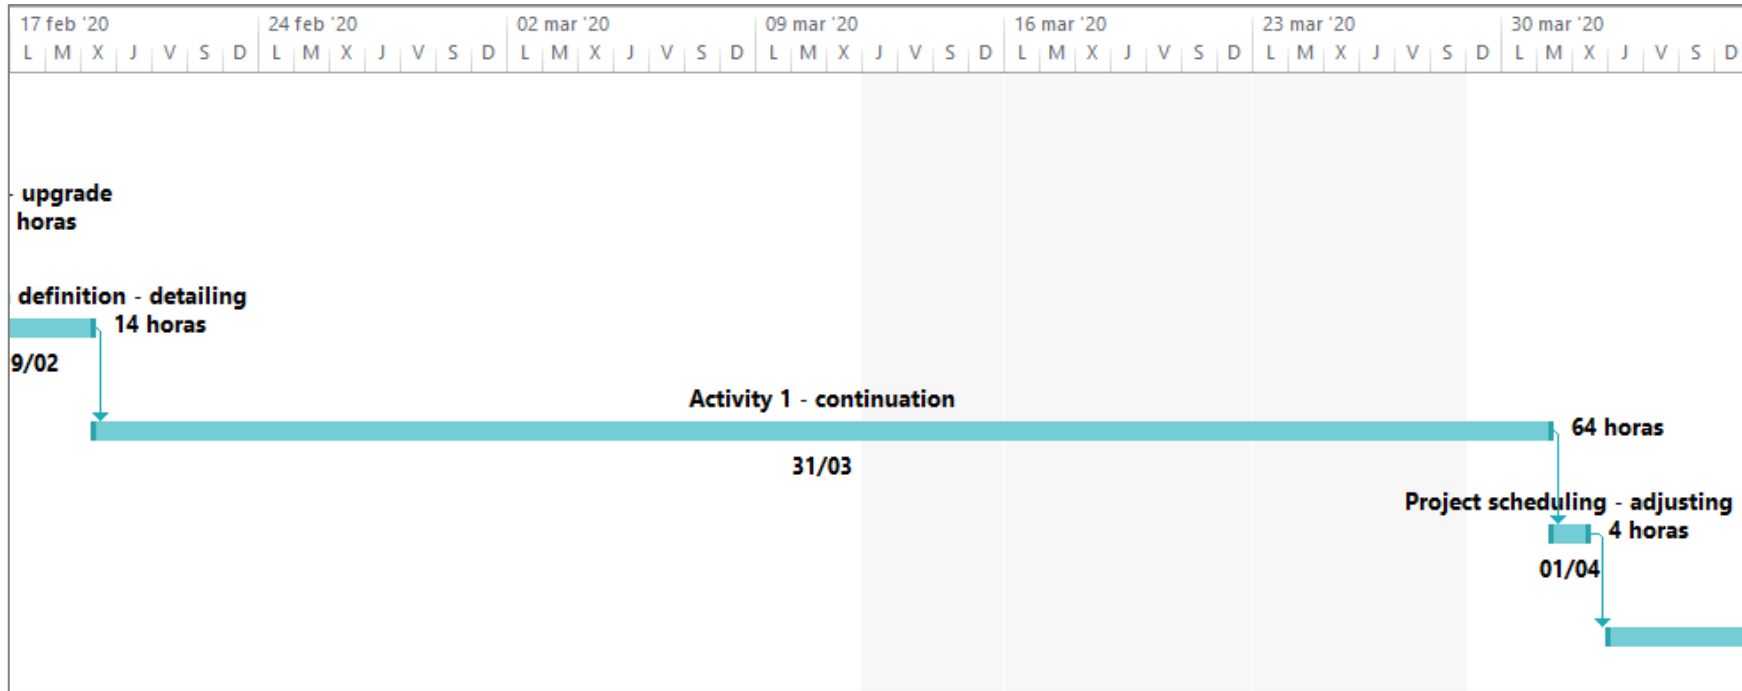 17 feb '20 24 feb '20 02 mar '20 09 mar '20 16 mar '20 23 mar '20 30 mar '20
L M X J V S D L M X J V S D L M X J V S D L M X J V S D L M X J V S D L M X J V S D L M X J V S D
- upgrade
horas
definition - detailing
14 horas
9/02
Activity 1 - continuation
64 horas
31/03
Project scheduling - adjusting
4 horas
01/04